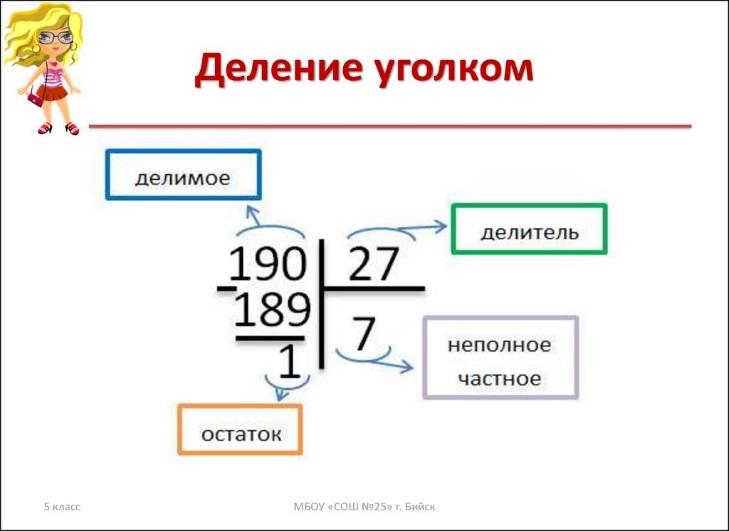 Деление уголком
делимое
делитель
190 27
189
7
неполное
частное
1
остаток
5 класс
МБОУ «СОШ №25» г. Бийск